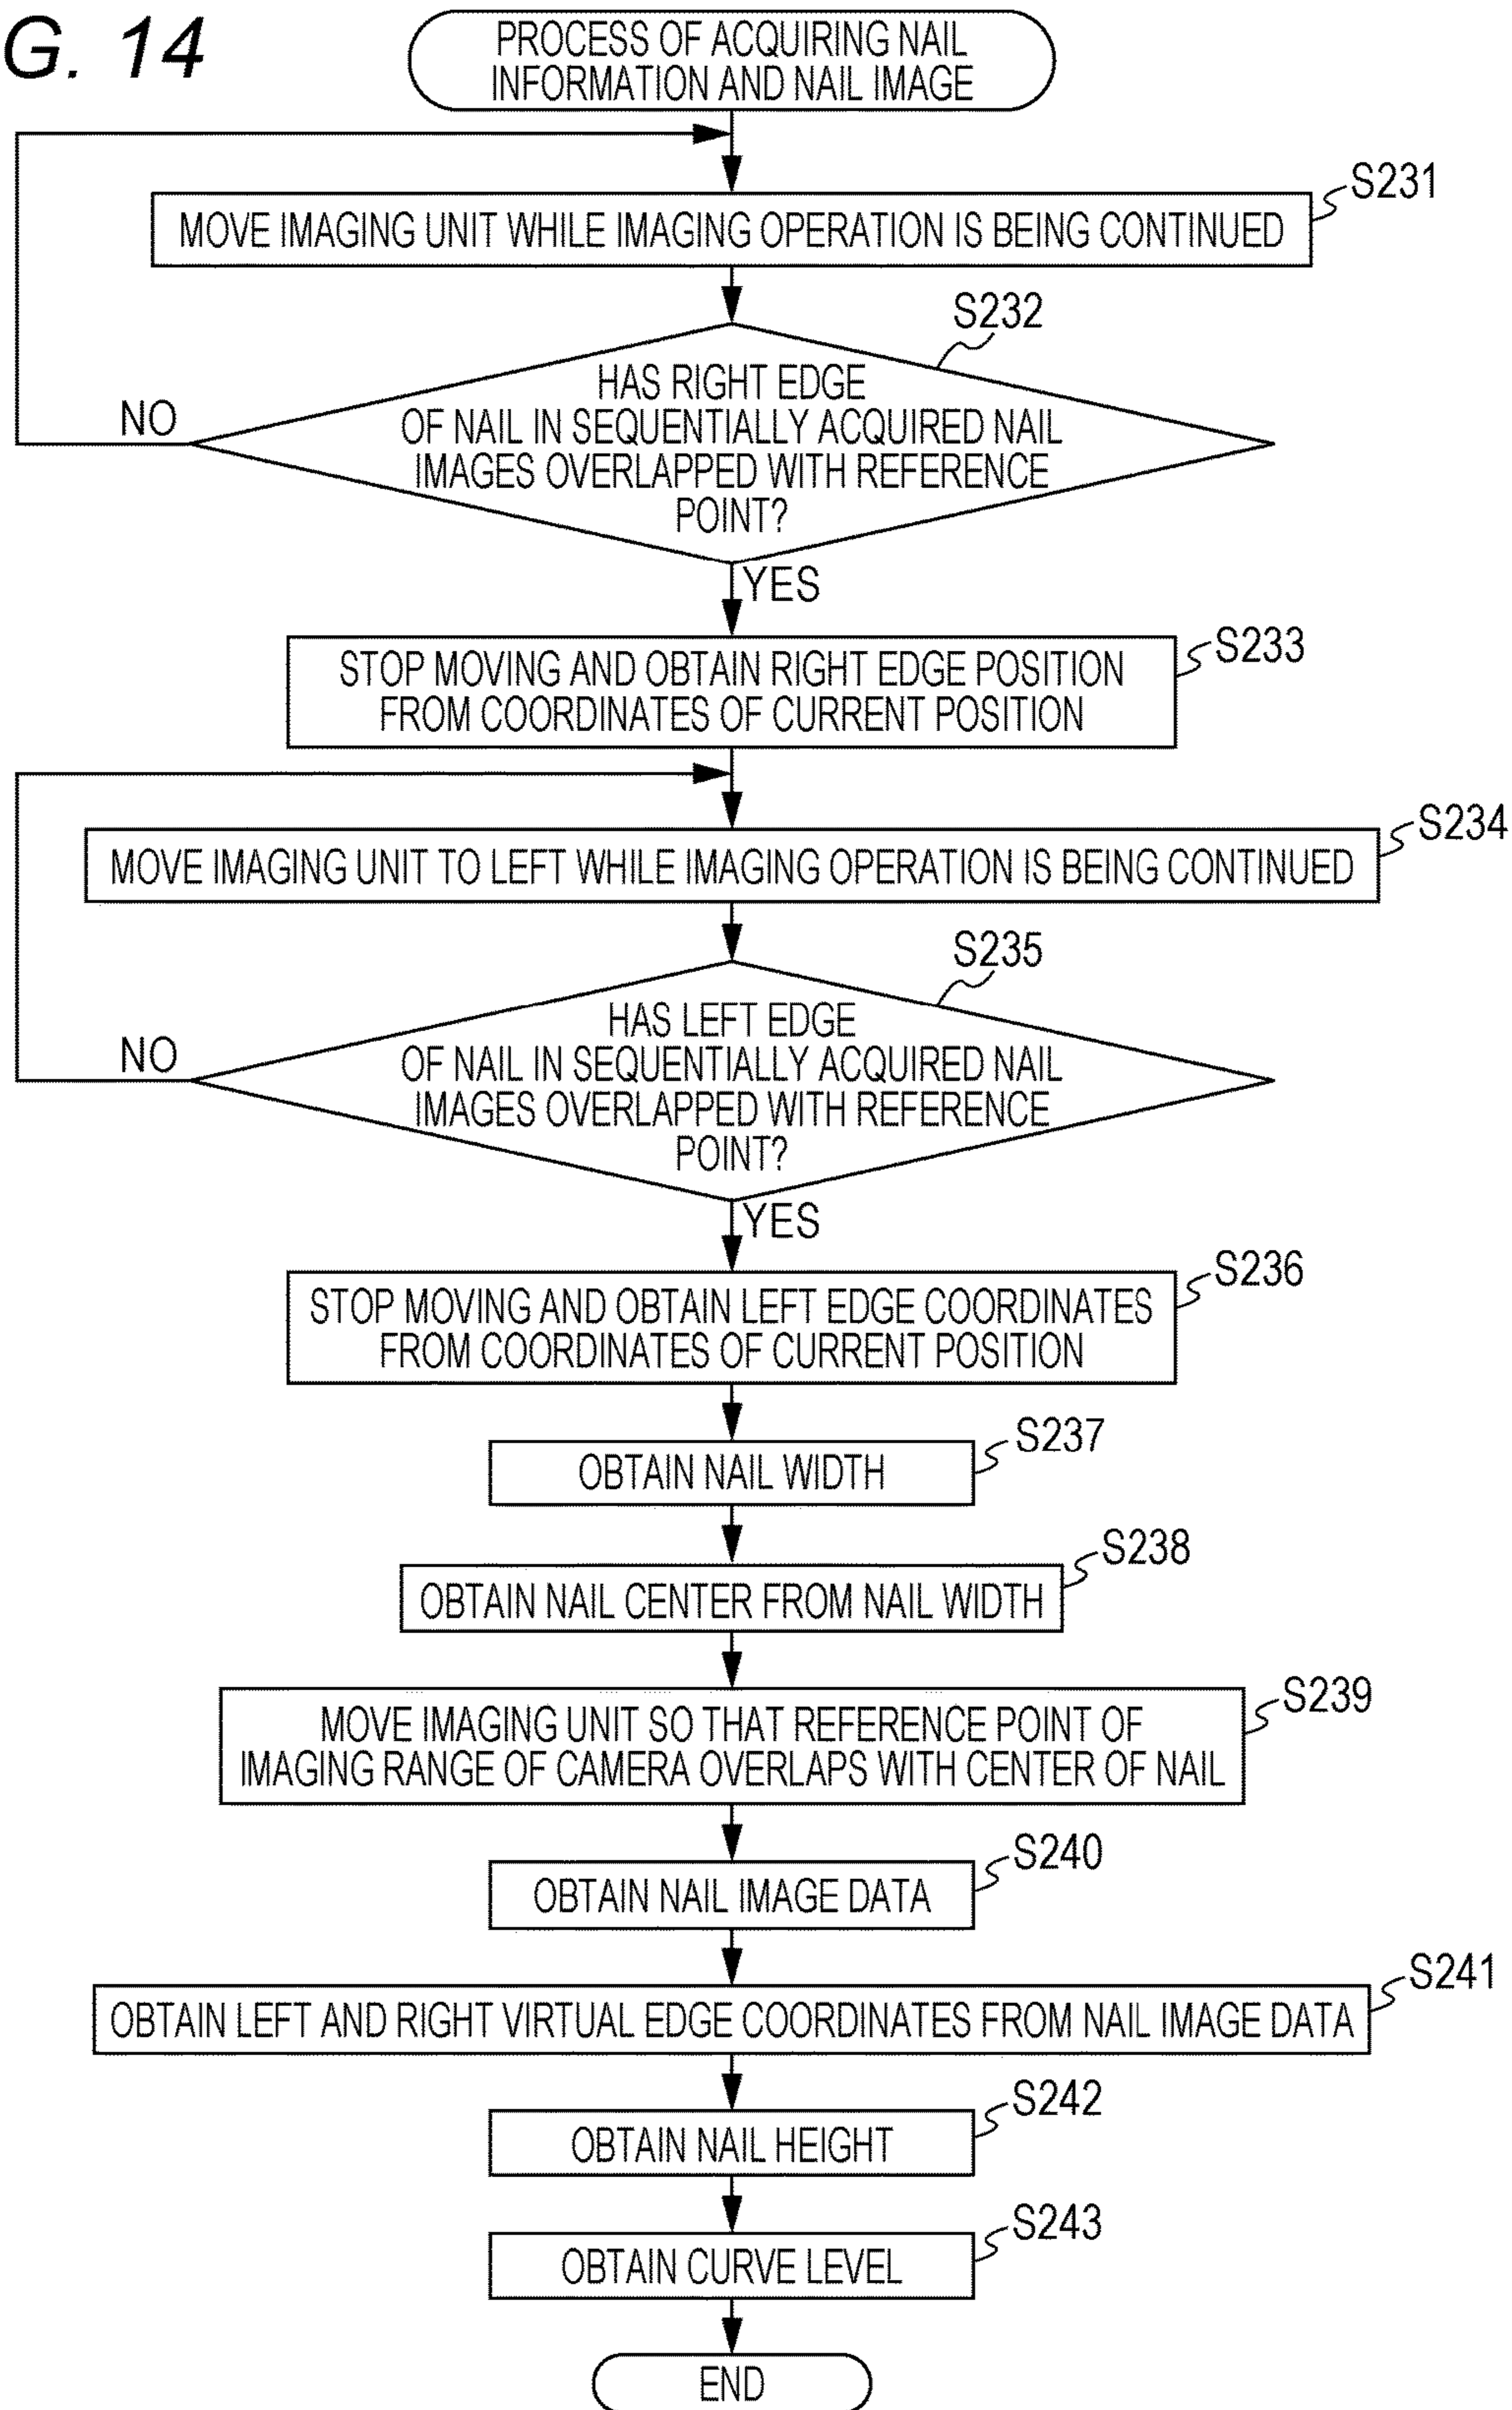 G. 14
PROCESS OF ACQUIRING NAIL
INFORMATION AND NAIL IMAGE
S231
MOVE IMAGING UNIT WHILE IMAGING OPERATION IS BEING CONTINUED
S232
HAS RIGHT EDGE
OF NAIL IN SEQUENTIALLY ACQUIRED NAIL
IMAGES OVERLAPPED WITH REFERENCE
POINT?
NO
YES
S233
STOP MOVING AND OBTAIN RIGHT EDGE POSITION
FROM COORDINATES OF CURRENT POSITION
S234
MOVE IMAGING UNIT TO LEFT WHILE IMAGING OPERATION IS BEING CONTINUED
S235
HAS LEFT EDGE
OF NAIL IN SEQUENTIALLY ACQUIRED NAIL
IMAGES OVERLAPPED WITH REFERENCE
POINT?
NO
YES
S236
STOP MOVING AND OBTAIN LEFT EDGE COORDINATES
FROM COORDINATES OF CURRENT POSITION
S237
OBTAIN NAIL WIDTH
S238
OBTAIN NAIL CENTER FROM NAIL WIDTH
S239
MOVE IMAGING UNIT SO THAT REFERENCE POINT OF
IMAGING RANGE OF CAMERA OVERLAPS WITH CENTER OF NAIL
S240
OBTAIN NAIL IMAGE DATA
S241
OBTAIN LEFT AND RIGHT VIRTUAL EDGE COORDINATES FROM NAIL IMAGE DATA
S242
OBTAIN NAIL HEIGHT
S243
OBTAIN CURVE LEVEL
END